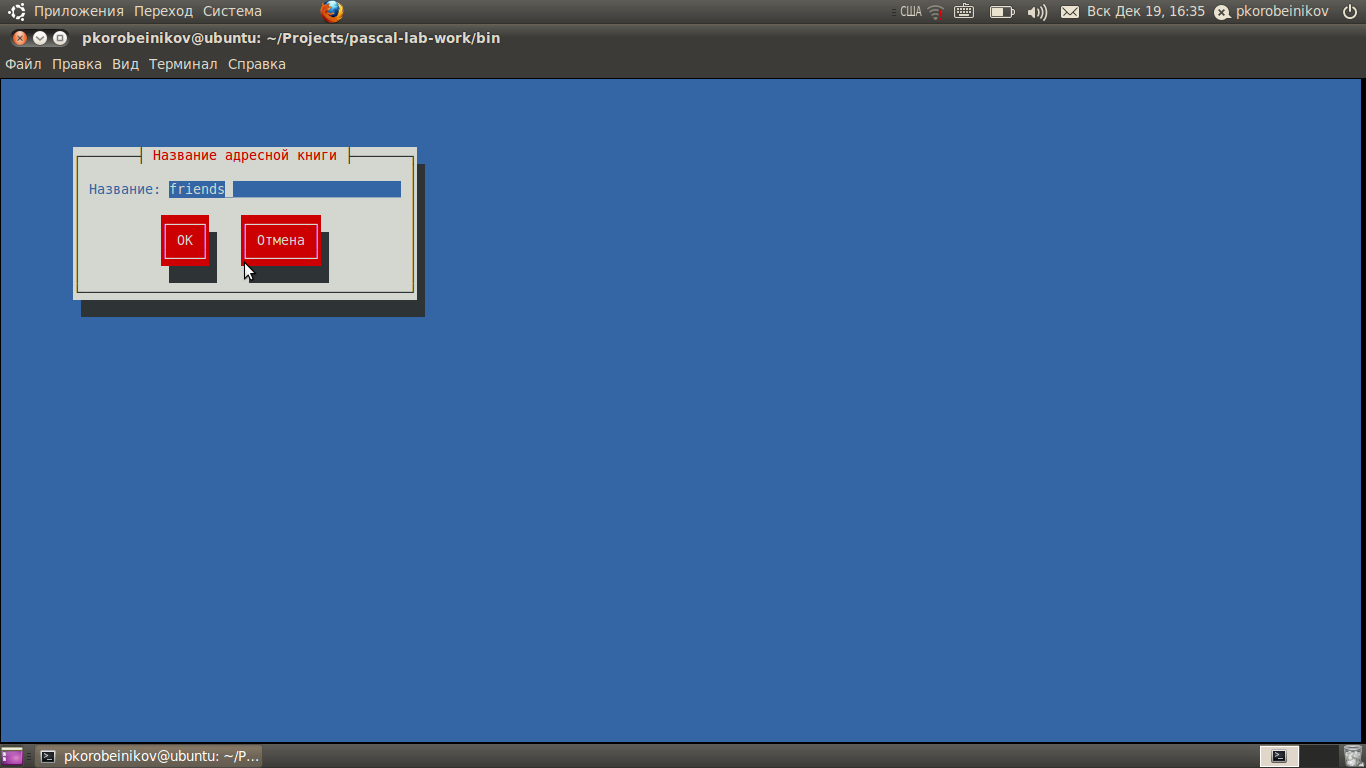 Приложения Переход Система США Вск Дек 19, 16:35 pkorobeinikov
pkorobeinikov@ubuntu: ~/Projects/pascal-lab-work/bin
Файл Правка Вид Терминал Справка
Название адресной книги
Название: friends
OK Отмена
pkorobeinikov@ubuntu: ~/P...